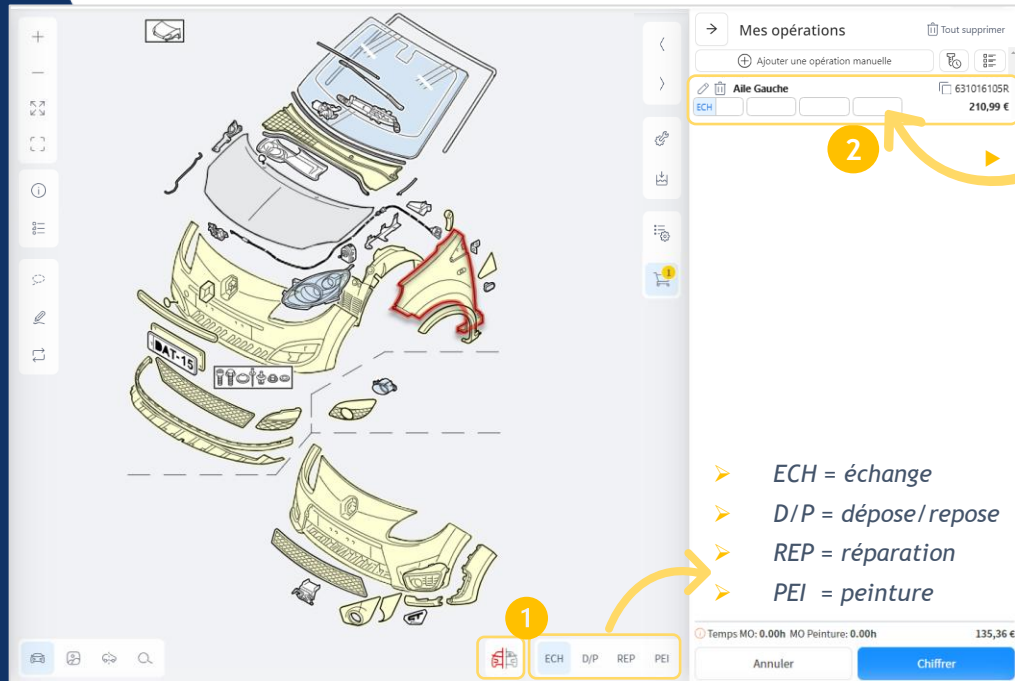 Mes opérations
Tout supprimer
Ajouter une opération manuelle
Aile Gauche
631016105R
ECH
210,99 €
2
1
DAT-15
ECH = échange
D/P = dépose/repose
REP = réparation
PEI = peinture
1
ECH D/P REP PEI
Temps MO: 0.00h MO Peinture: 0.00h
135,36 €
Annuler
Chiffrer